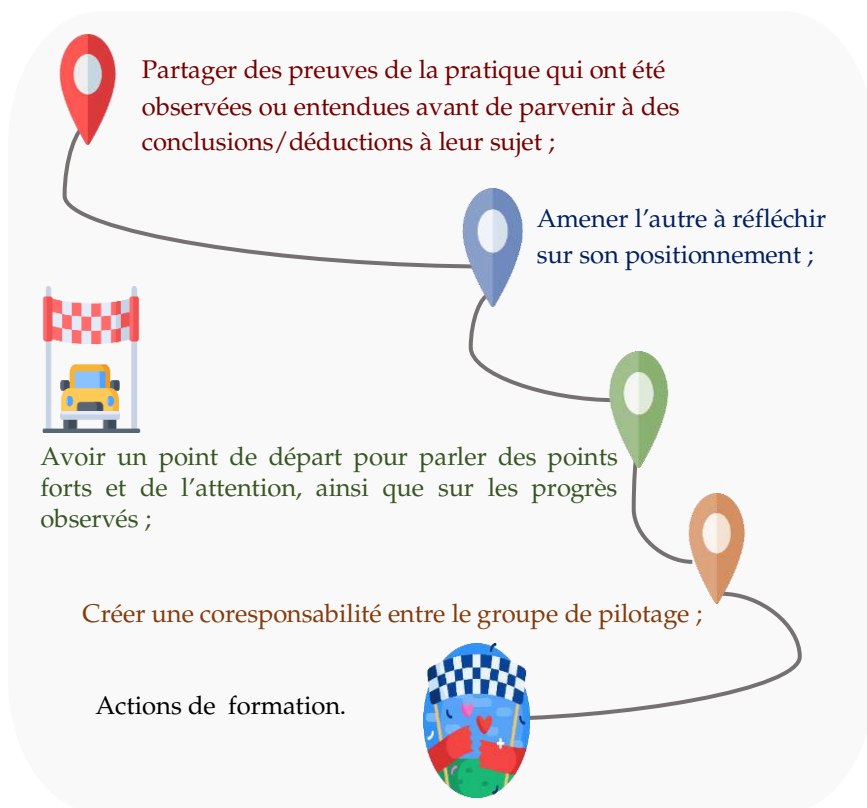 Partager des preuves de la pratique qui ont été
observées ou entendues avant de parvenir à des
conclusions/déductions à leur sujet ;
Amener l'autre à réfléchir
sur son positionnement ;
Avoir un point de départ pour parler des points
forts et de l'attention, ainsi que sur les progrès
observés ;
Créer une coresponsabilité entre le groupe de pilotage ;
Actions de formation.